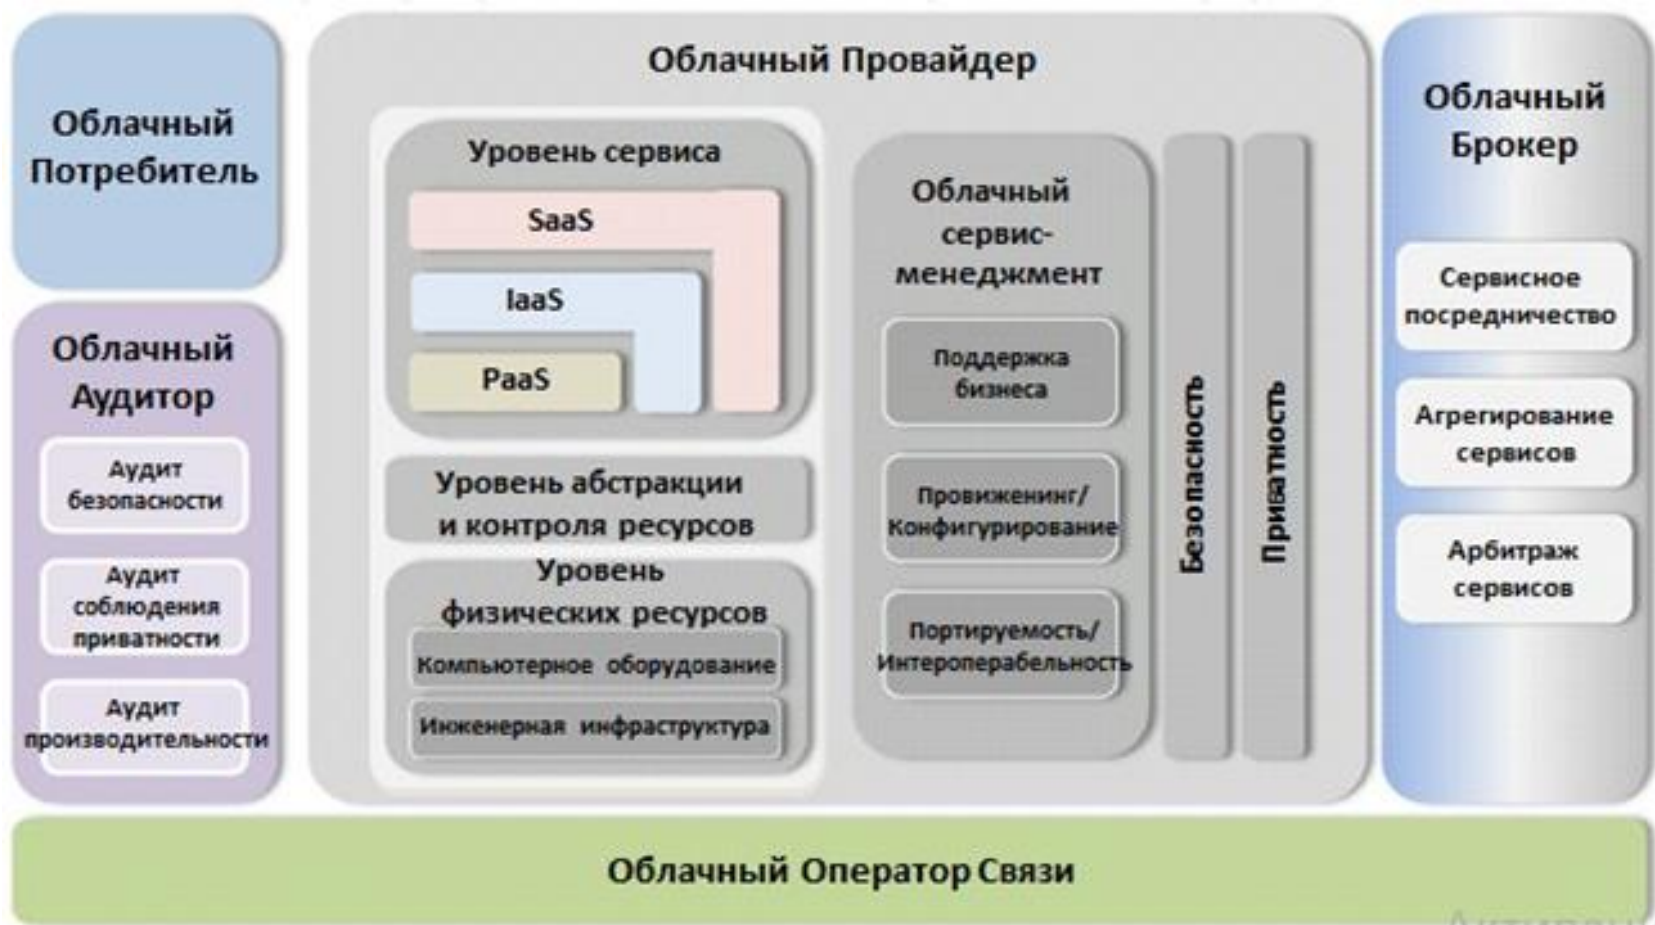 Облачный
Потребитель
Облачный
Аудитор
Аудит
безопасности
Аудит
соблюдения
приватности
Аудит
производительности
Облачный Провайдер
Уровень сервиса
SaaS
IaaS
PaaS
Уровень абстракции
и контроля ресурсов
Уровень
физических ресурсов
Компьютерное оборудование
Инженерная инфраструктура
Облачный
сервис-
менеджмент
Поддержка
бизнеса
Провиженинг/
Конфигурирование
Портируемость/
Интероперабельность
Безопасность
Приватность
Облачный
Брокер
Сервисное
посредничество
Агрегирование
сервисов
Арбитраж
сервисов
Облачный Оператор Связи